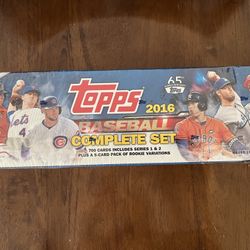 65
Topps
2016
BASEBALL
COMPLETE SET
700 CARDS INCLUDES SERIES 1 & 2
PLUS A 5-CARD PACK OF ROOKIE VARIATIONS
Mets
4